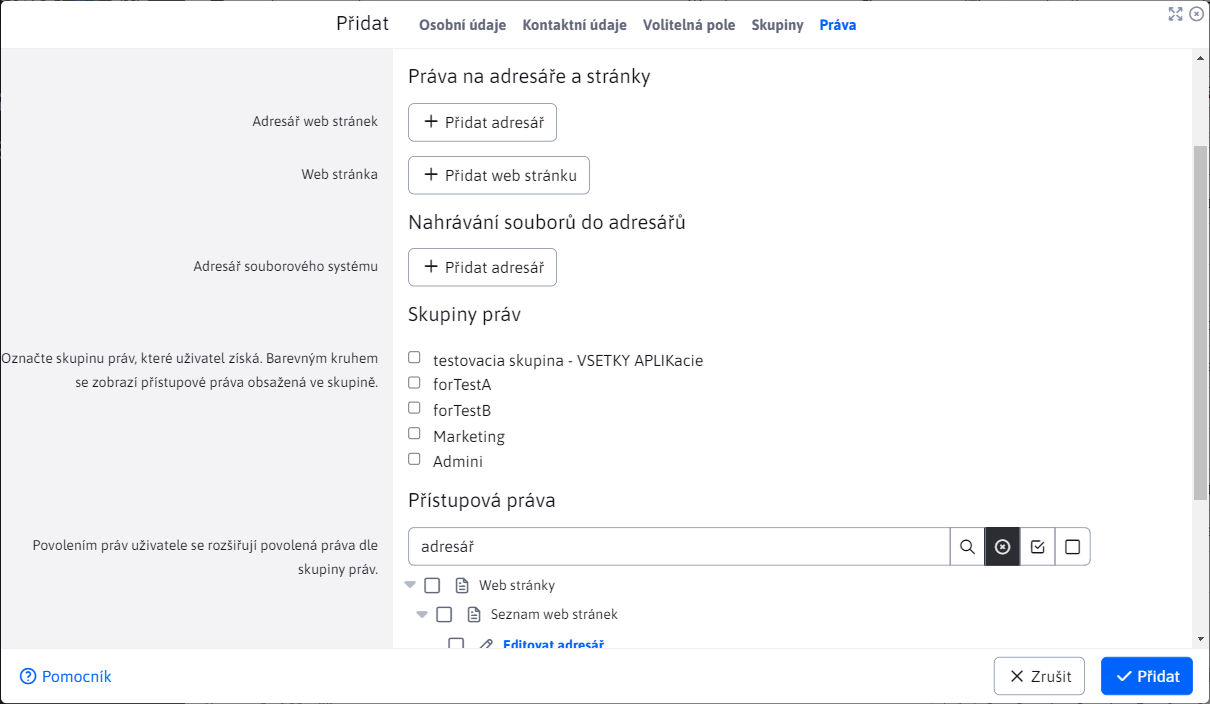 Přidat
Osobní údaje Kontaktní údaje Volitelná pole Skupiny Práva
Práva na adresáře a stránky
Adresář web stránek
Přidat adresář
Web stránka
Přidat web stránku
Nahrávání souborů do adresářů
Adresář souborového systému
Přidat adresář
Skupiny práv
Označte skupinu práv, které uživatel získá. Barevným kruhem
se zobrazí přístupové práva obsažená ve skupině.
testovacia skupina - VSETKY APLIKacie
forTestA
forTestB
Marketing
Admini
Přístupová práva
Povolením práv uživatele se rozšiřují povolená práva dle
skupiny práv.
adresář
Web stránky
Seznam web stránek
Editovat adresář
Pomocník
Zrušit
Přidat